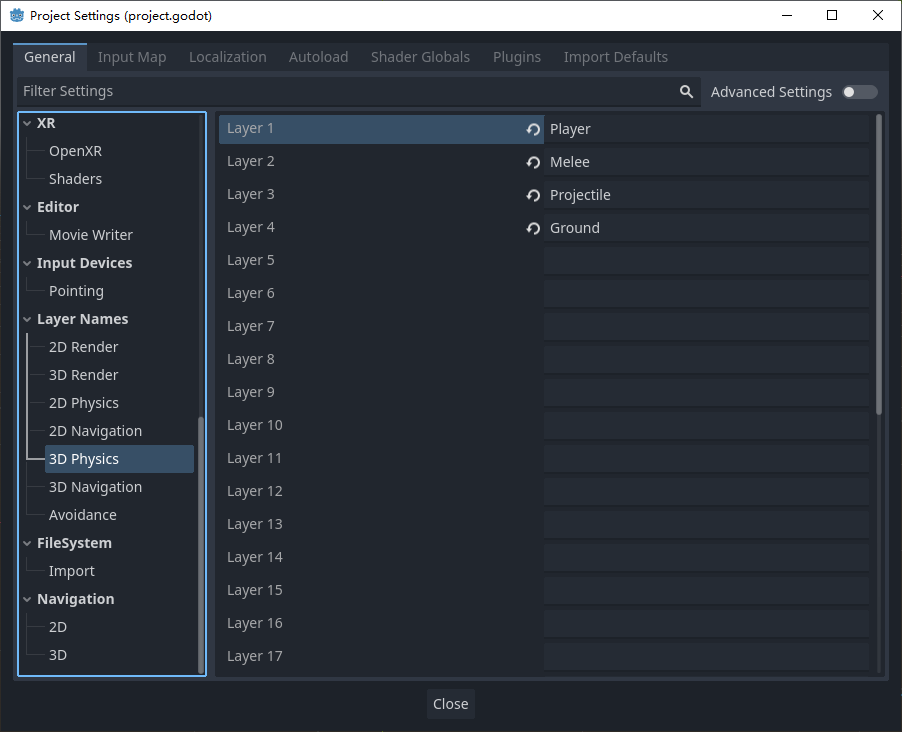 Project Settings (project.godot)
General Input Map Localization Autoload Shader Globals Plugins Import Defaults
Filter Settings Advanced Settings
XR
OpenXR
Shaders
Editor
Movie Writer
Input Devices
Pointing
Layer Names
2D Render
3D Render
2D Physics
2D Navigation
3D Physics
3D Navigation
Avoidance
FileSystem
Import
Navigation
2D
3D
Layer 1 Player
Layer 2 Melee
Layer 3 Projectile
Layer 4 Ground
Layer 5
Layer 6
Layer 7
Layer 8
Layer 9
Layer 10
Layer 11
Layer 12
Layer 13
Layer 14
Layer 15
Layer 16
Layer 17
Close